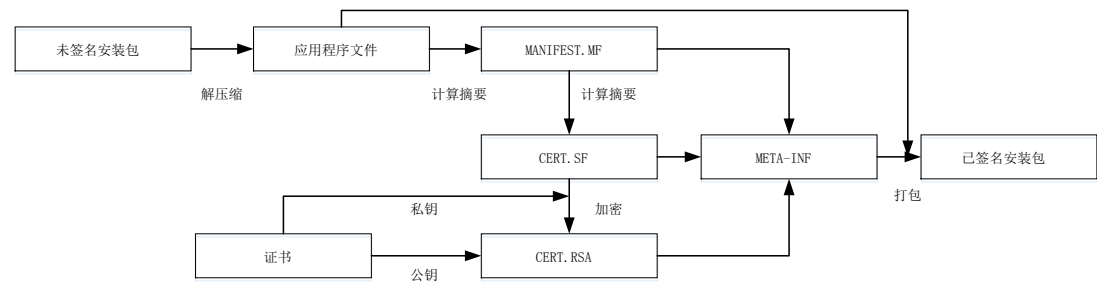 未签名安装包
应用程序文件
MANIFEST.MF
解压缩
计算摘要
计算摘要
CERT.SF
META-INF
已签名安装包
打包
私钥
加密
证书
CERT.RSA
公钥